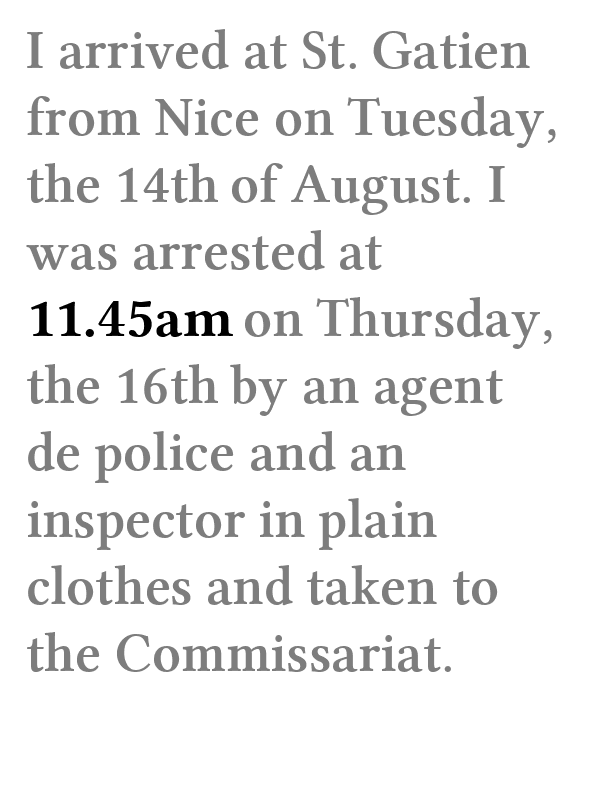 I arrived at St. Gatien
from Nice on Tuesday,
the 14th of August. I
was arrested at
11.45am on Thursday,
the 16th by an agent
de police and an
inspector in plain
clothes and taken to
the Commissariat.